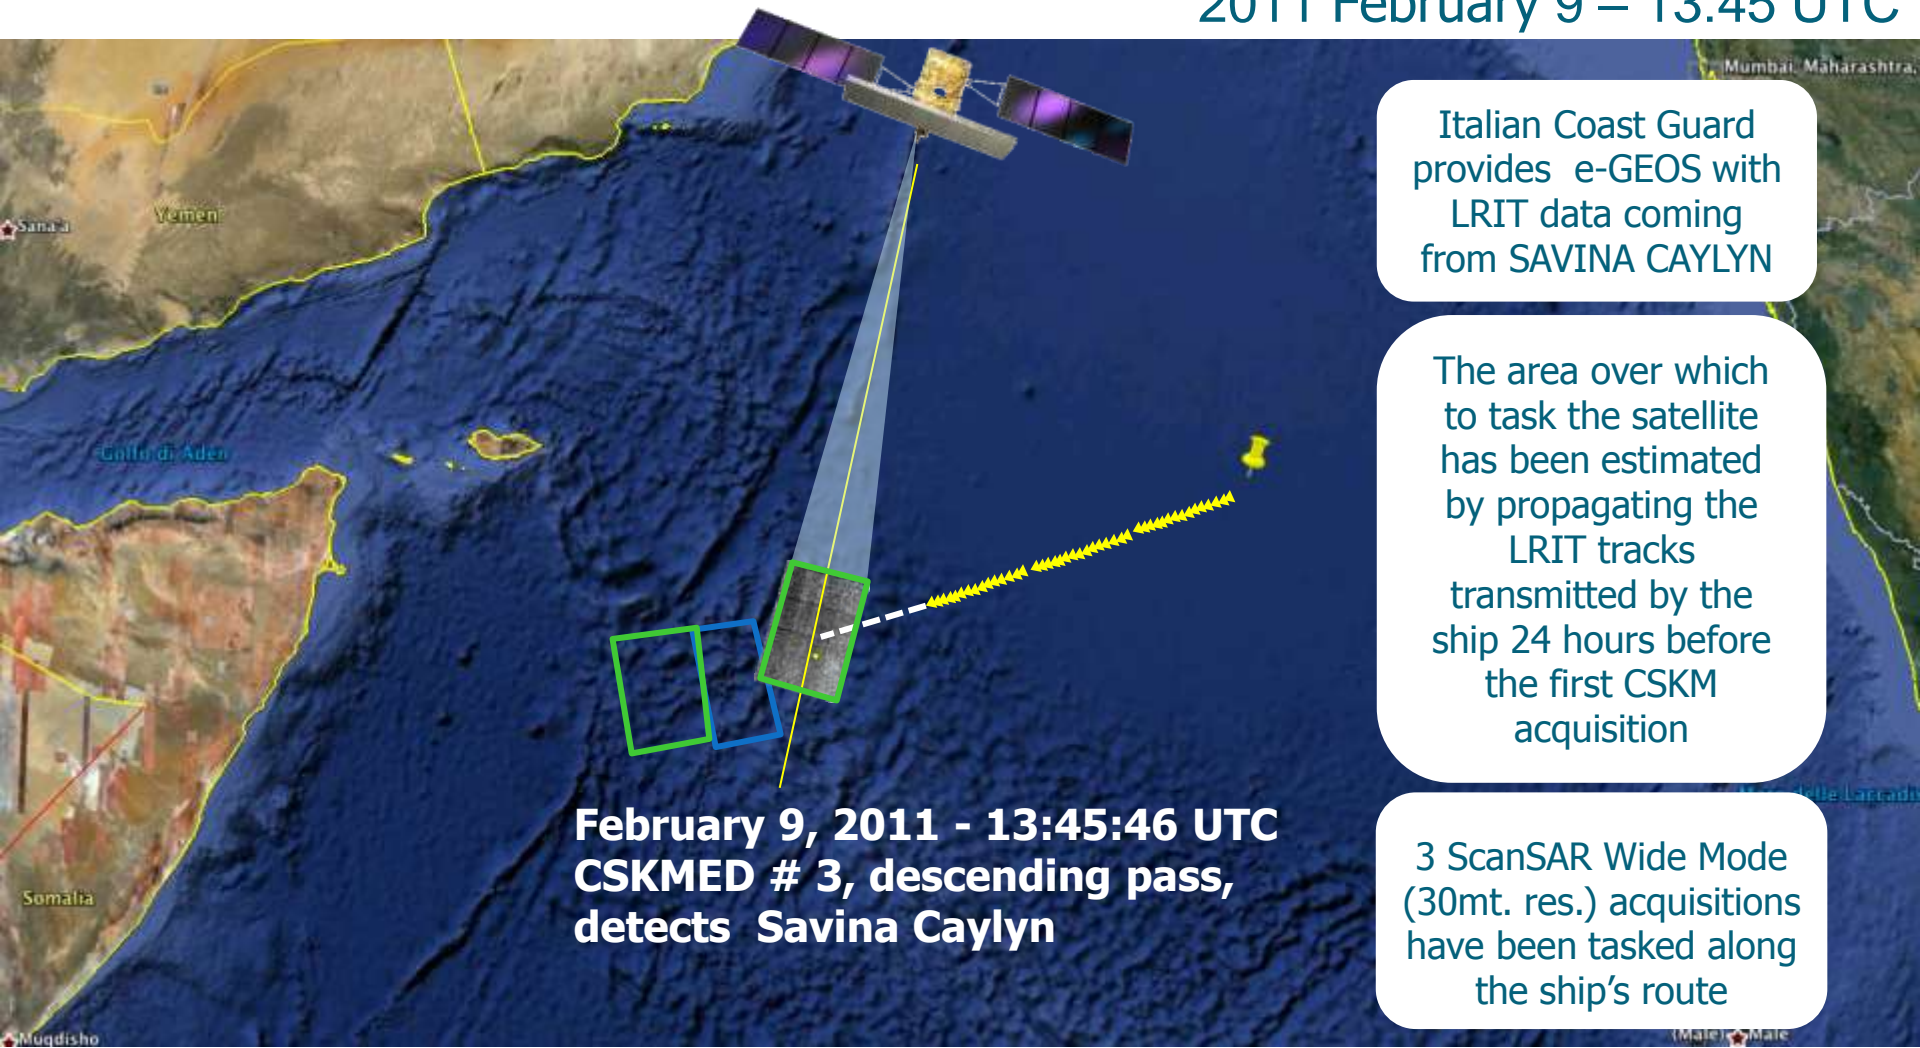 2011 February 9 – 13.45 UTC
Mumbai, Maharashtra,
Italian Coast Guard
provides e-GEOS with
LRIT data coming
from SAVINA CAYLYN
Yemen
Sana'a
The area over which
to task the satellite
has been estimated
by propagating the
LRIT tracks
transmitted by the
ship 24 hours before
the first CSKM
acquisition
Golfo di Aden
delle Laccadi
February 9, 2011 - 13:45:46 UTC
CSKMED # 3, descending pass,
detects Savina Caylyn
3 ScanSAR Wide Mode
(30mt. res.) acquisitions
have been tasked along
the ship’s route
Somalia
Muqdisho
(Male) Male